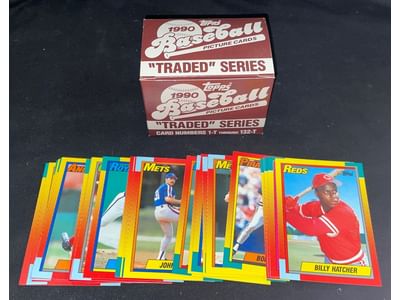 Topps
1990
Baseball
PICTURE CARDS
"TRADED" SERIES
Topps
1990
Baseball
PICTURE CARDS
"TRADED" SERIES
CARD NUMBERS 1-T THROUGH 132-T
METS
JOHN
REDS
BILLY HATCHER